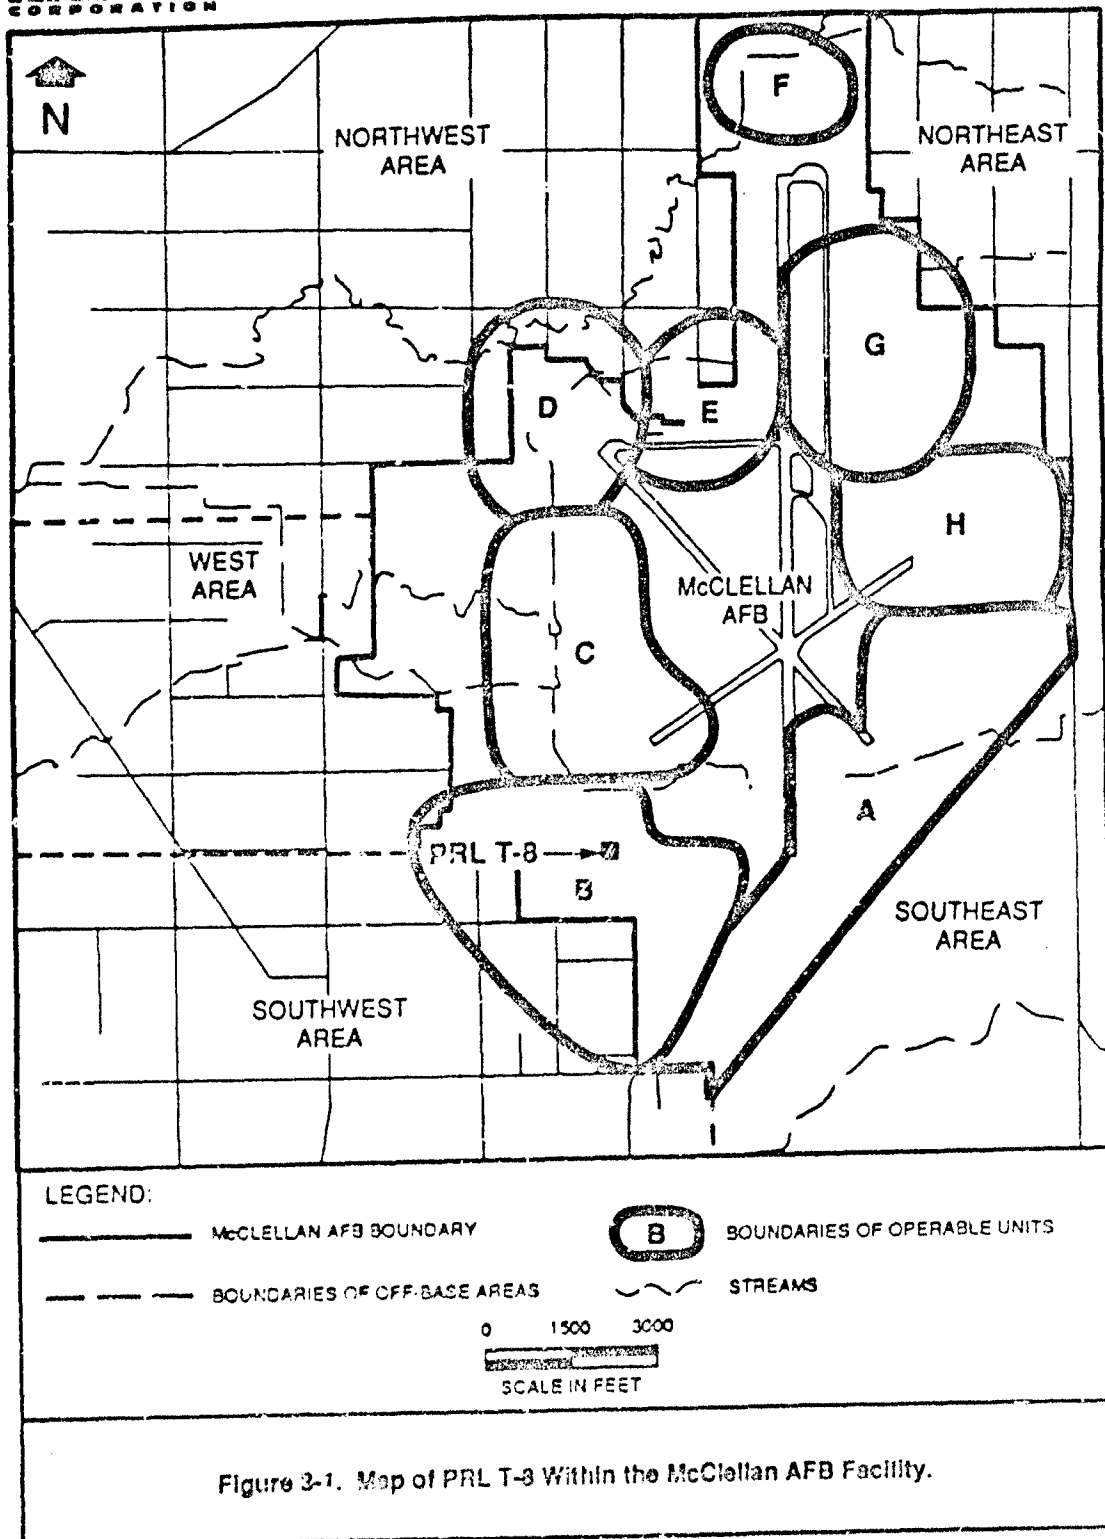 CORPORATION
N
NORTHWEST
AREA
F
NORTHEAST
AREA
G
D
E
H
WEST
AREA
McCLELLAN
AFB
C
A
PRL T-8
B
SOUTHEAST
AREA
SOUTHWEST
AREA
LEGEND:
McCLELLAN AFB BOUNDARY
B
BOUNDARIES OF OPERABLE UNITS
BOUNDARIES OF OFF-BASE AREAS
STREAMS
0 1500 3000
SCALE IN FEET
Figure 3-1. Map of PRL T-8 Within the McClellan AFB Facility.